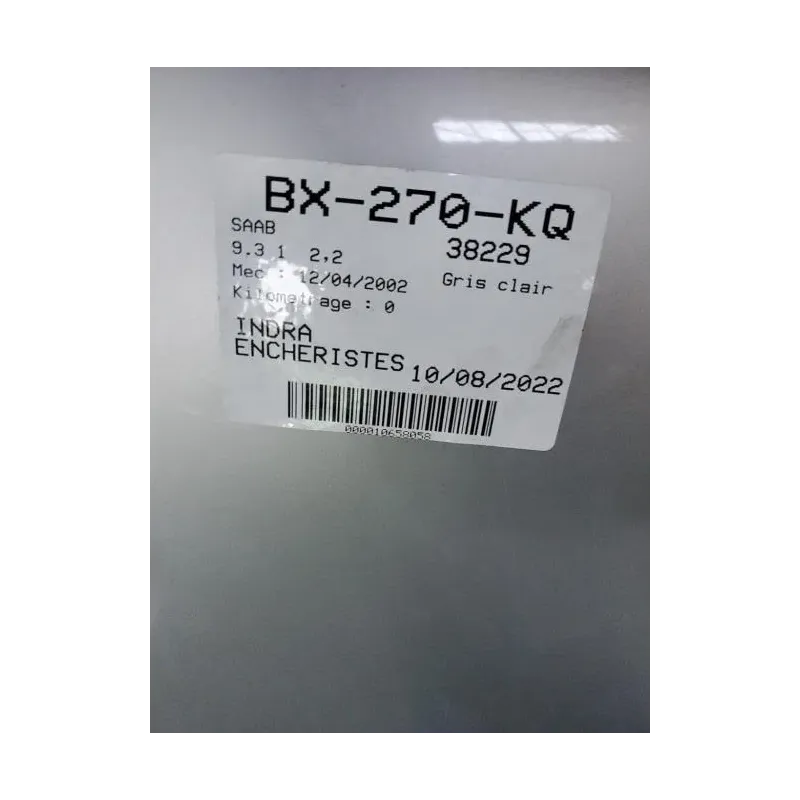 BX-270-KQ
SAAB 38229
9.3 1 2,2
Mec : 12/04/2002 Gris clair
Kilometrage : 0
INDRA
ENCHERISTES 10/08/2022
000010658058